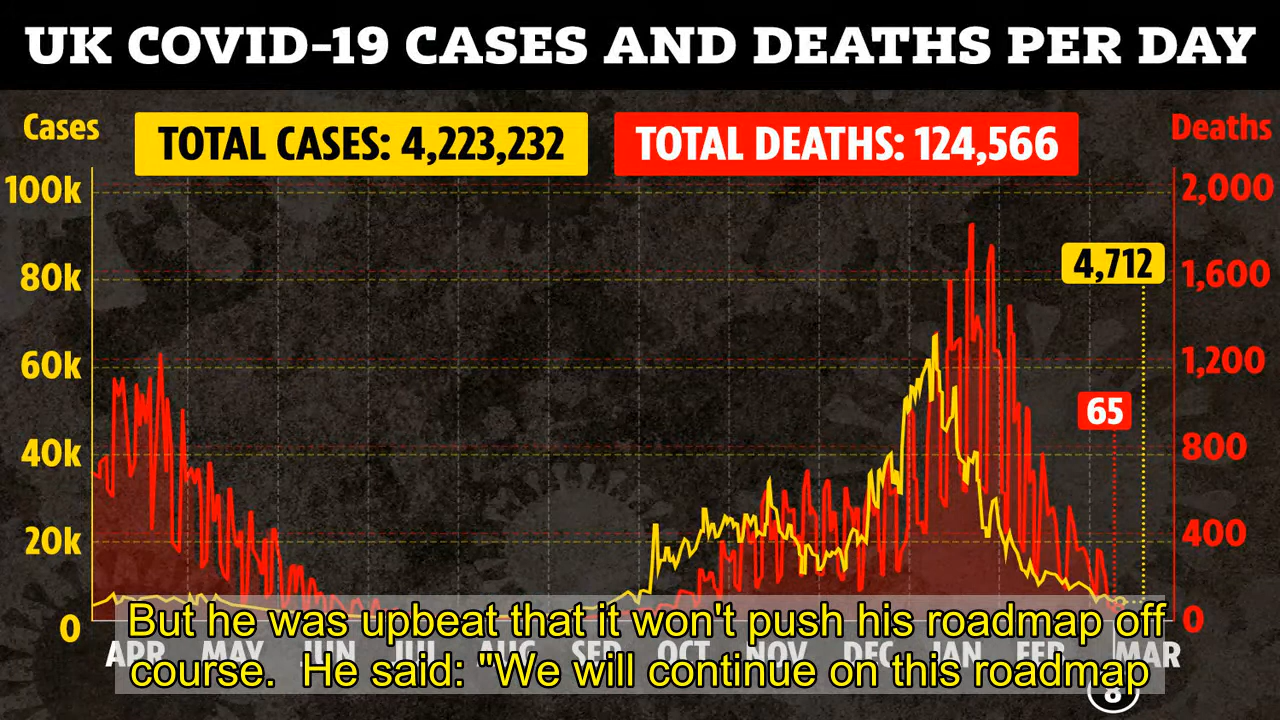 UK COVID-19 CASES AND DEATHS PER DAY
Cases
TOTAL CASES: 4,223,232
TOTAL DEATHS: 124,566
Deaths
100k
80k
60k
40k
20k
0
2,000
1,600
1,200
800
400
0
4,712
65
APR MAY JUN JUL AUG SEP OCT NOV DEC JAN FEB MAR
8
But he was upbeat that it won't push his roadmap off
course. He said: "We will continue on this roadmap